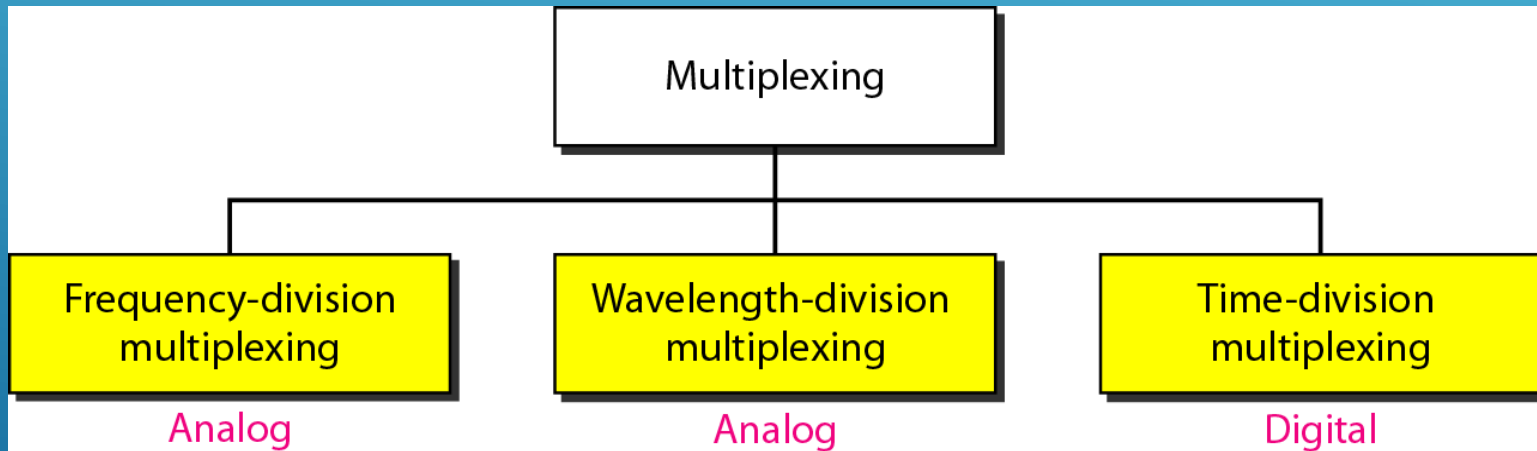 Multiplexing
Frequency-division
multiplexing
Wavelength-division
multiplexing
Time-division
multiplexing
Analog
Analog
Digital